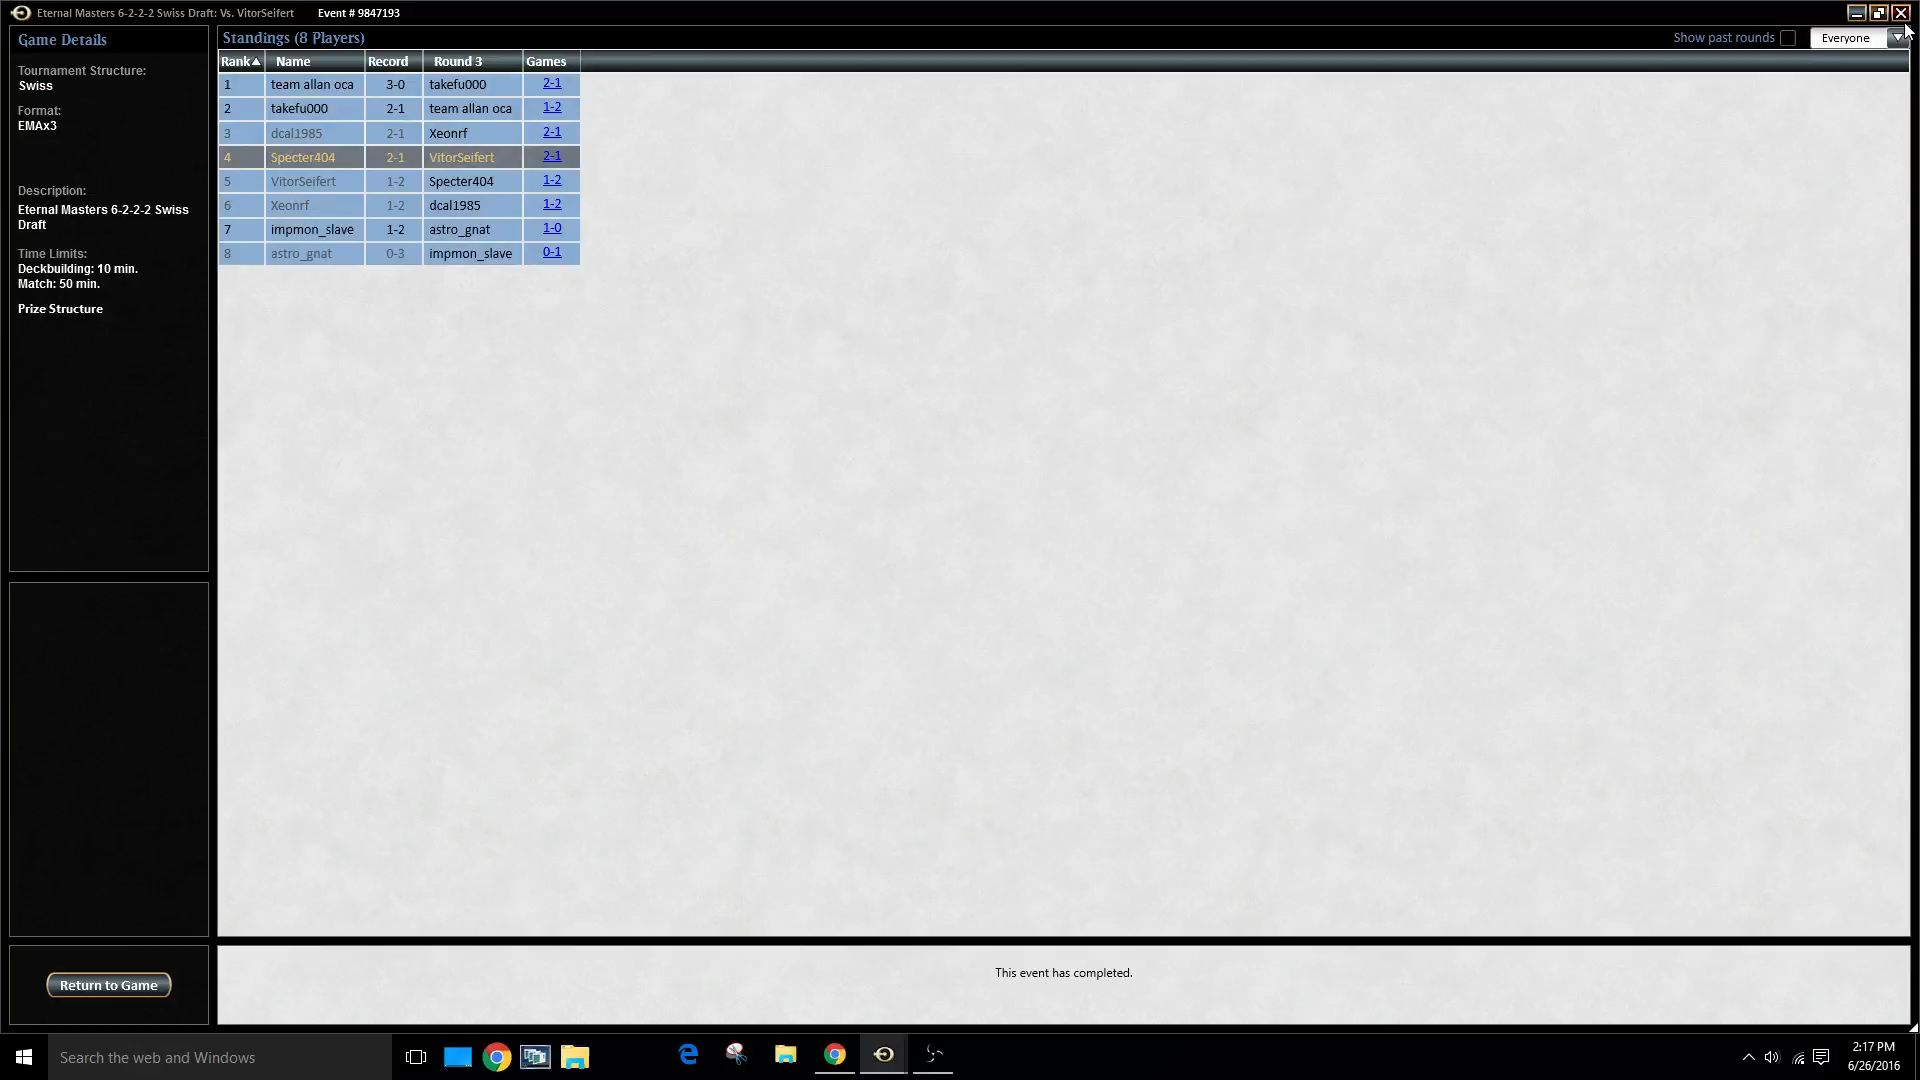 Eternal Masters 6-2-2-2 Swiss Draft: Vs. VitorSeifert Event # 9847193
Game Details
Tournament Structure:
Swiss
Format:
EMAx3
Description:
Eternal Masters 6-2-2-2 Swiss
Draft
Time Limits:
Deckbuilding: 10 min.
Match: 50 min.
Prize Structure
Standings (8 Players)
Show past rounds
Everyone
Rank Name Record Round 3 Games
1 team allan oca 3-0 takefu000 2-1
2 takefu000 2-1 team allan oca 1-2
3 dcal1985 2-1 Xeonrf 2-1
4 Specter404 2-1 VitorSeifert 2-1
5 VitorSeifert 1-2 Specter404 1-2
6 Xeonrf 1-2 dcal1985 1-2
7 impmon_slave 1-2 astro_gnat 1-0
8 astro_gnat 0-3 impmon_slave 0-1
This event has completed.
Return to Game
Search the web and Windows
2:17 PM
6/26/2016